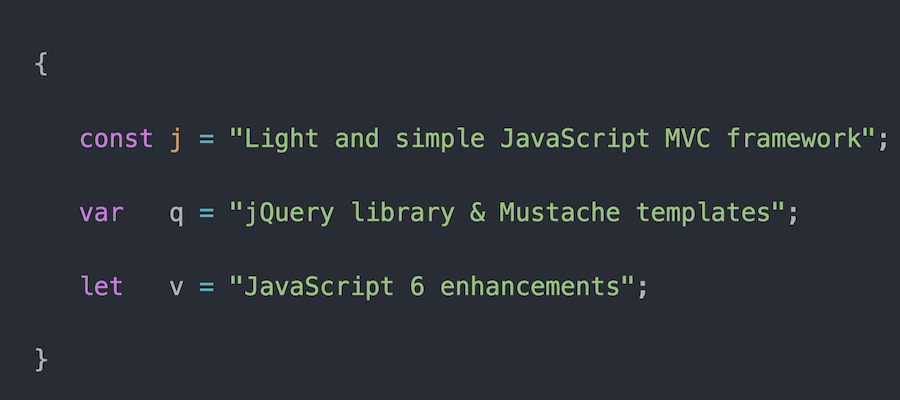 {
const j = "Light and simple JavaScript MVC framework";
var q = "jQuery library & Mustache templates";
let v = "JavaScript 6 enhancements";
}